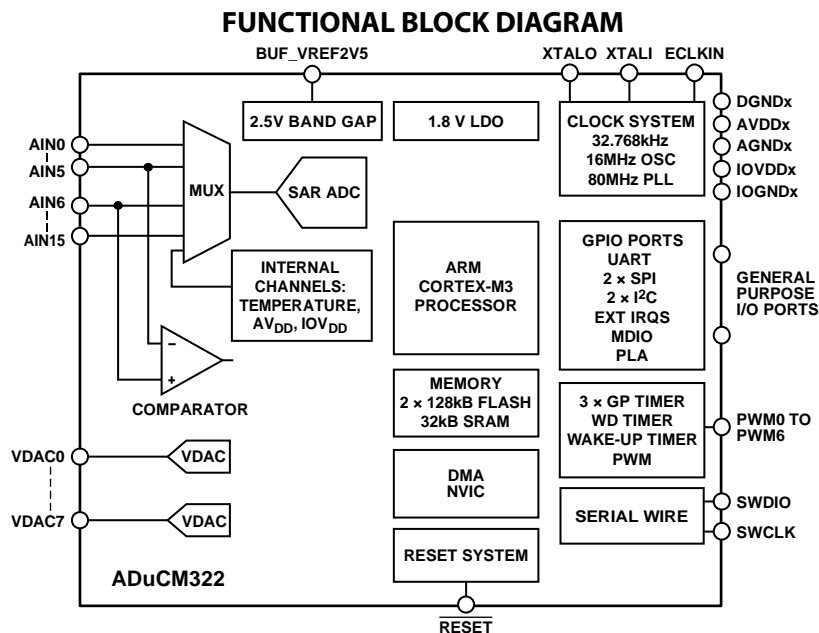 FUNCTIONAL BLOCK DIAGRAM
BUF_VREF2V5
XTALO XTALI ECLKIN
2.5V BAND GAP
1.8 V LDO
CLOCK SYSTEM
32.768kHz
16MHz OSC
80MHz PLL
DGNDx
AVDDx
AGNDx
IOVDDx
IOGNDx
AIN0
AIN5
AIN6
AIN15
MUX
SAR ADC
INTERNAL
CHANNELS:
TEMPERATURE,
AVDD, IOVDD
ARM
CORTEX-M3
PROCESSOR
GPIO PORTS
UART
2 × SPI
2 × I2C
EXT IRQS
MDIO
PLA
GENERAL
PURPOSE
I/O PORTS
−
+
COMPARATOR
MEMORY
2 × 128kB FLASH
32kB SRAM
3 × GP TIMER
WD TIMER
WAKE-UP TIMER
PWM
PWM0 TO
PWM6
VDAC0
VDAC
VDAC7
VDAC
DMA
NVIC
SERIAL WIRE
SWDIO
SWCLK
RESET SYSTEM
ADuCM322
RESET